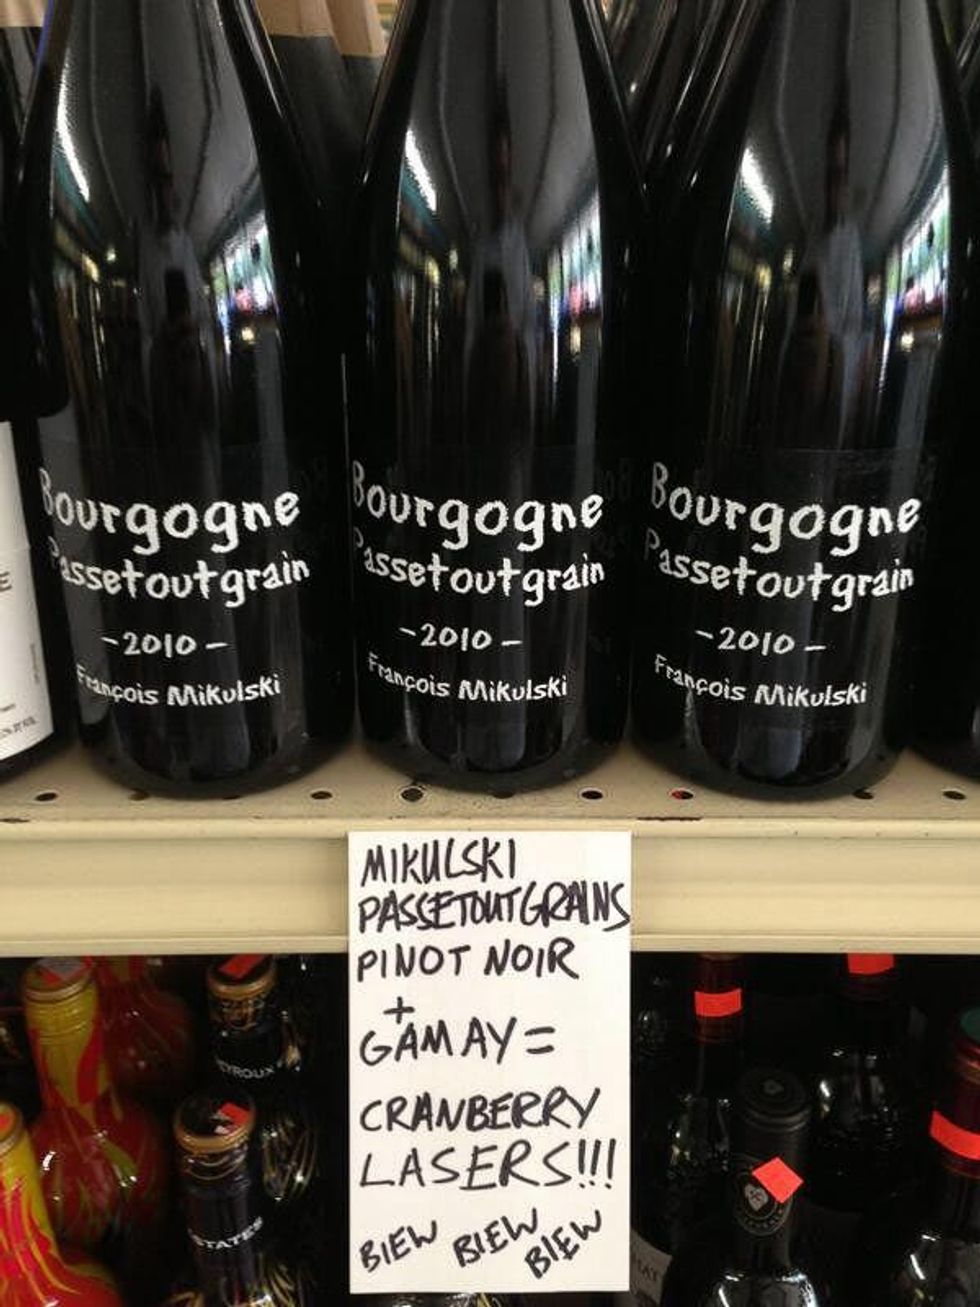 Bourgogne
Passetoutgrain
-2010-
François Mikulski
Bourgogne
Passetoutgrain
-2010-
François Mikulski
Bourgogne
Passetoutgrain
-2010-
François Mikulski
MIKULSKI
PASSETOUTGRAINS
PINOT NOIR
+
GAMAY =
CRANBERRY
LASERS!!!
BIEW BIEW BIEW